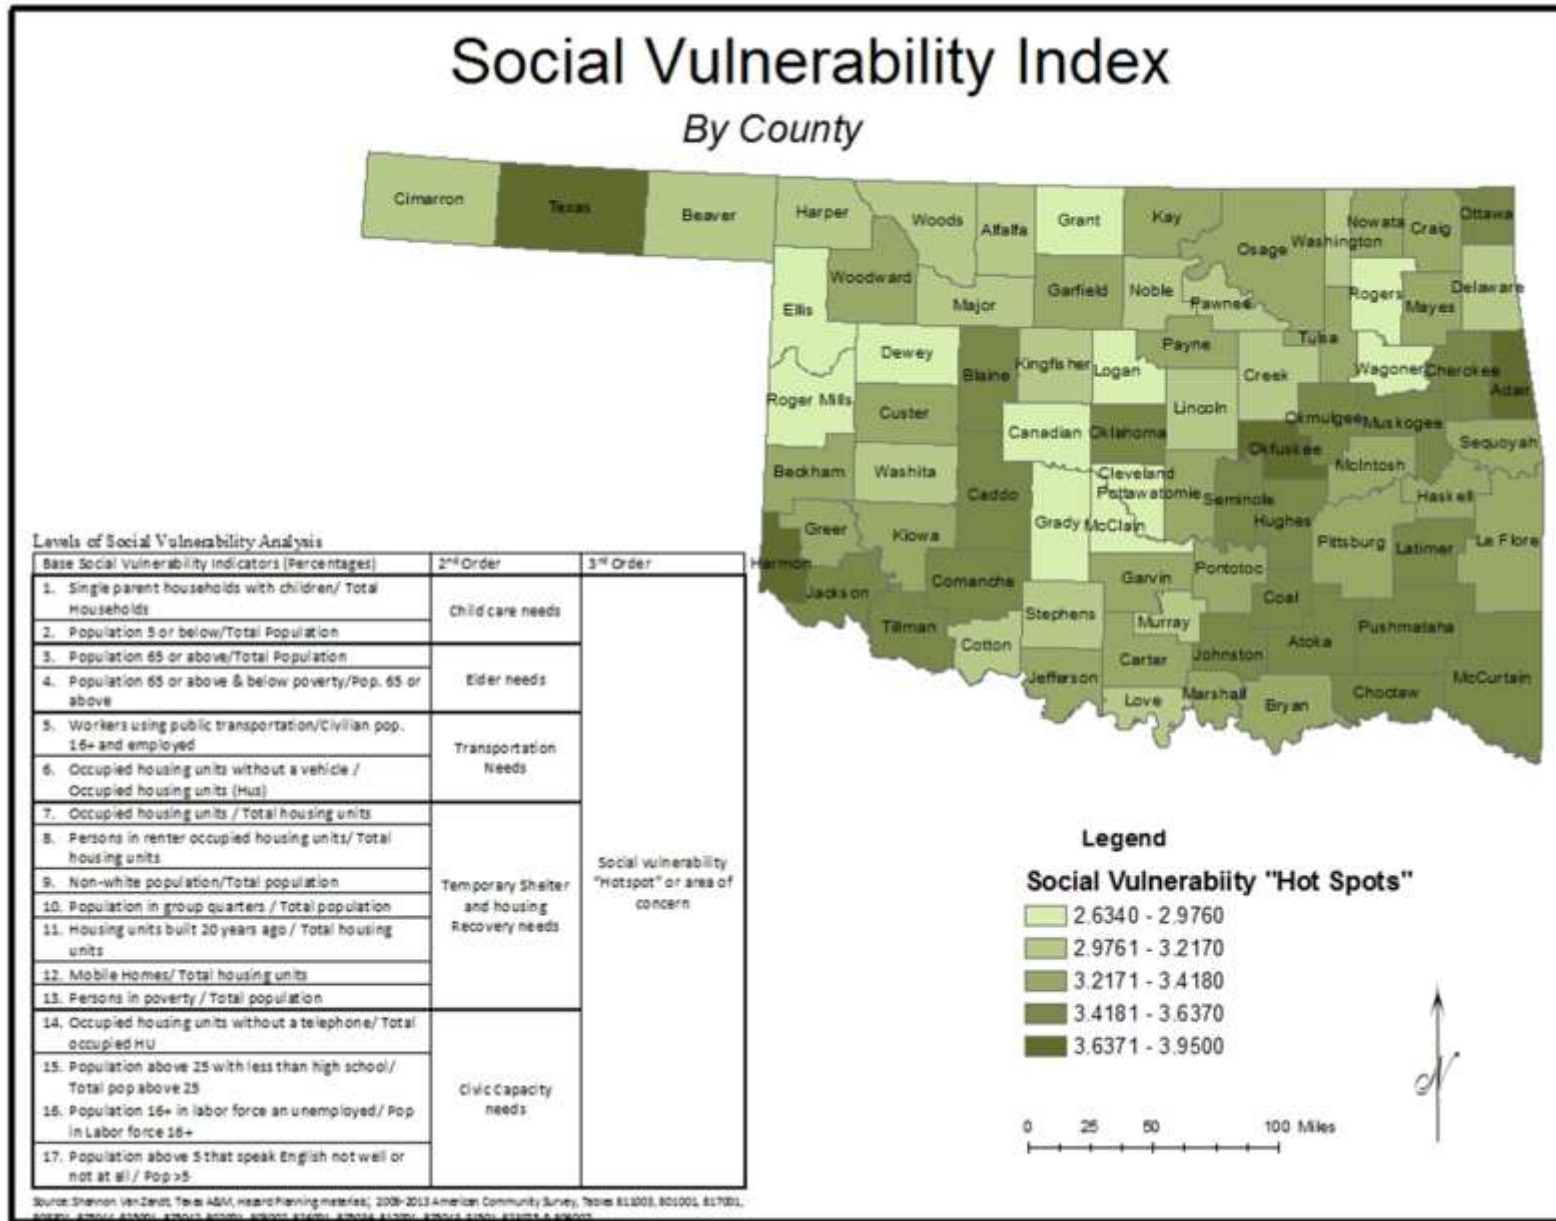 Social Vulnerability Index
By County
Cimarron
Texas
Beaver
Harper
Woods
Alfalfa
Grant
Kay
Osage
Washington
Nowata
Craig
Ottawa
Ellis
Woodward
Major
Garfield
Noble
Pawnee
Rogers
Mayes
Delaware
Dewey
Blaine
Kingfisher
Logan
Payne
Tulsa
Creek
Wagoner
Cherokee
Adair
Roger Mills
Custer
Canadian
Oklahoma
Lincoln
Okmulgee
Muskogee
Sequoyah
Beckham
Washita
Caddo
Cleveland
Pottawatomie
Seminole
Okfuskee
McIntosh
Haskell
Greer
Kiowa
Grady
McClain
Hughes
Pittsburg
Latimer
Le Flore
Harmon
Jackson
Comanche
Garvin
Pontotoc
Coal
Tillman
Stephens
Murray
Johnston
Atoka
Pushmataha
Cotton
Jefferson
Carter
Love
Marshall
Bryan
Choctaw
McCurtain
Levels of Social Vulnerability Analysis
Base Social Vulnerability Indicators (Percentages)
2nd Order
3rd Order
1. Single parent households with children/ Total
Households
2. Population 5 or below/Total Population
Child care needs
3. Population 65 or above/Total Population
4. Population 65 or above & below poverty/Pop. 65 or
above
Elder needs
5. Workers using public transportation/Civilian pop.
16+ and employed
6. Occupied housing units without a vehicle /
Occupied housing units (Hus)
Transportation
Needs
7. Occupied housing units / Total housing units
8. Persons in renter occupied housing units/ Total
housing units
9. Non-white population/Total population
10. Population in group quarters / Total population
11. Housing units built 20 years ago / Total housing
units
12. Mobile Homes/ Total housing units
13. Persons in poverty / Total population
Temporary Shelter
and housing
Recovery needs
14. Occupied housing units without a telephone/ Total
occupied HU
15. Population above 25 with less than high school/
Total pop above 25
16. Population 16+ in labor force an unemployed/ Pop
in Labor force 16+
17. Population above 5 that speak English not well or
not at all / Pop >5
Civic Capacity
needs
Social vulnerability
"Hotspot" or area of
concern
Source: Shannon Van Zandt, Texas A&M, Hazard Planning materials; American Community Survey, Tables
Legend
Social Vulnerabiity "Hot Spots"
2.6340 - 2.9760
2.9761 - 3.2170
3.2171 - 3.4180
3.4181 - 3.6370
3.6371 - 3.9500
0 25 50 100 Miles
N